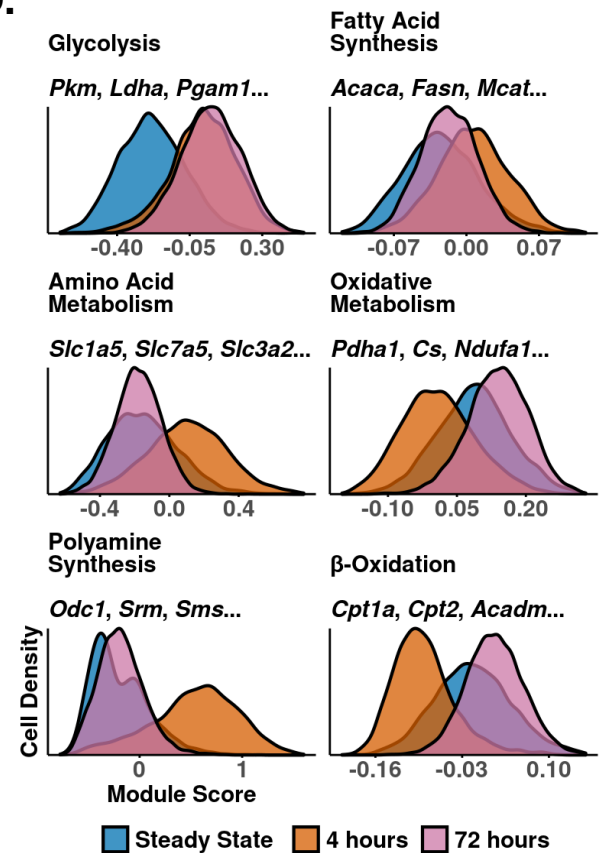 Glycolysis
Pkm, Ldha, Pgam1...
-0.40 -0.05 0.30
Fatty Acid
Synthesis
Acaca, Fasn, Mcat...
-0.07 0.00 0.07
Amino Acid
Metabolism
Slc1a5, Slc7a5, Slc3a2...
-0.4 0.0 0.4
Oxidative
Metabolism
Pdha1, Cs, Ndufa1...
-0.10 0.05 0.20
Polyamine
Synthesis
Odc1, Srm, Sms...
Cell Density
0 1
Module Score
β-Oxidation
Cpt1a, Cpt2, Acadm...
-0.16 -0.03 0.10
Steady State 4 hours 72 hours